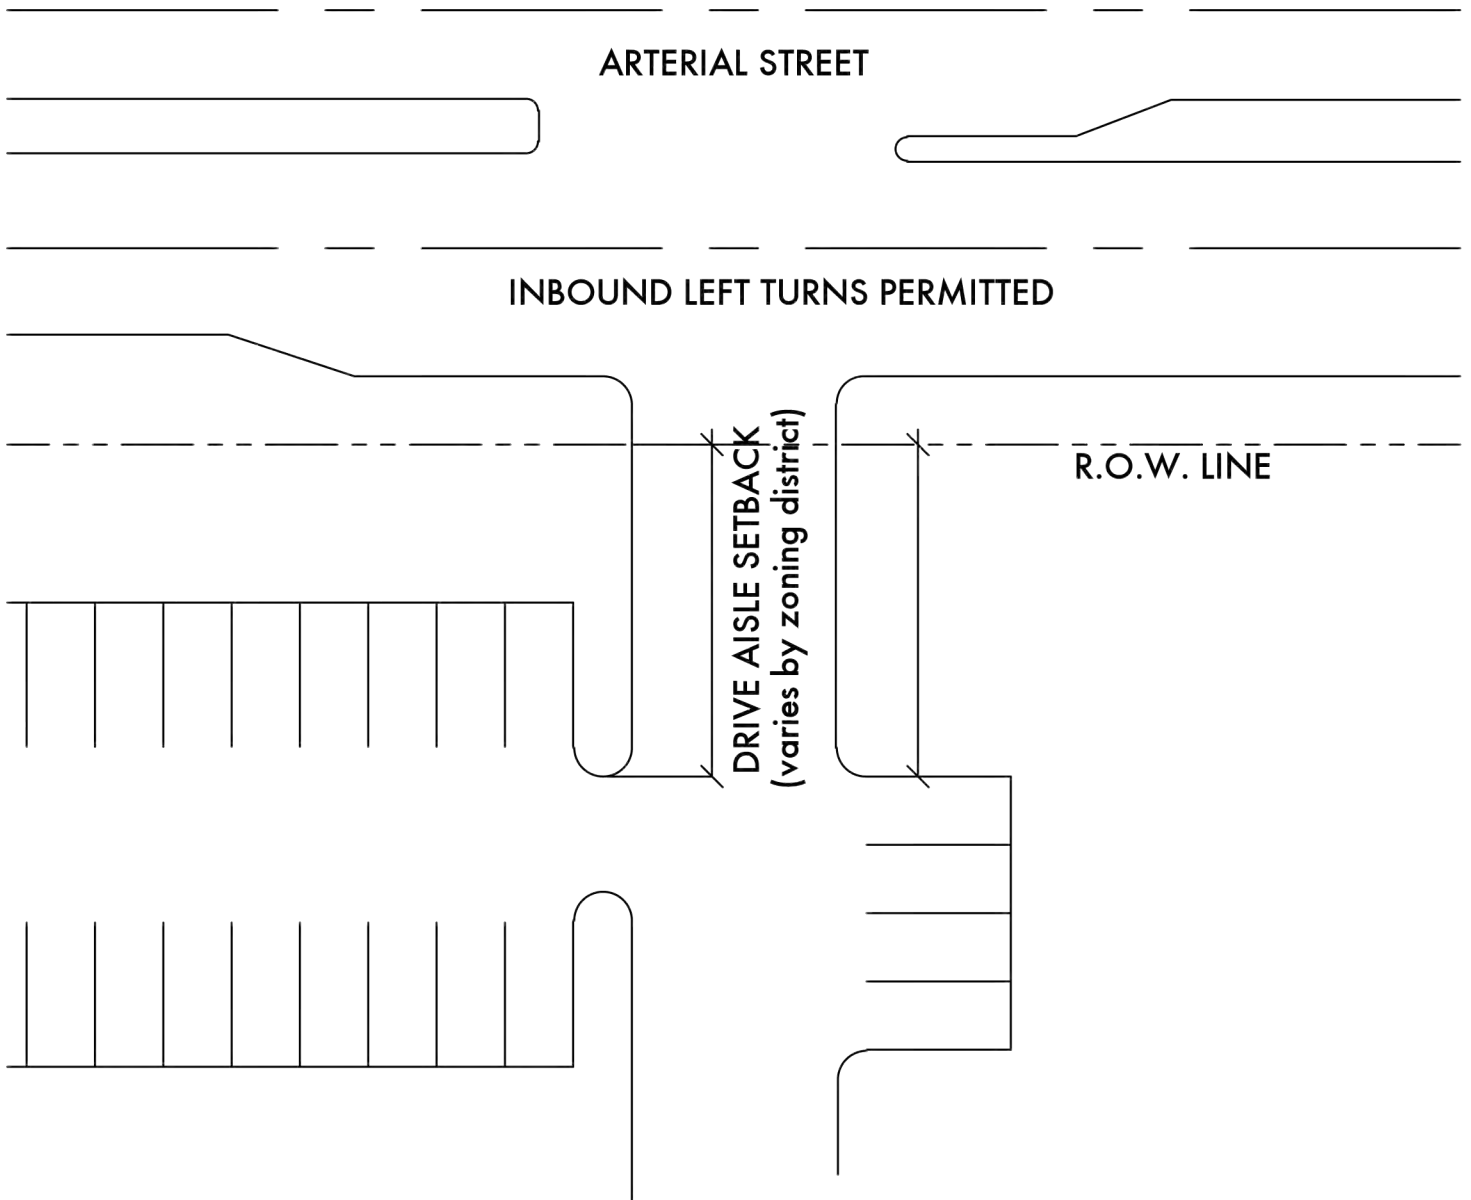 ARTERIAL STREET
INBOUND LEFT TURNS PERMITTED
R.O.W. LINE
DRIVE AISLE SETBACK
(varies by zoning district)